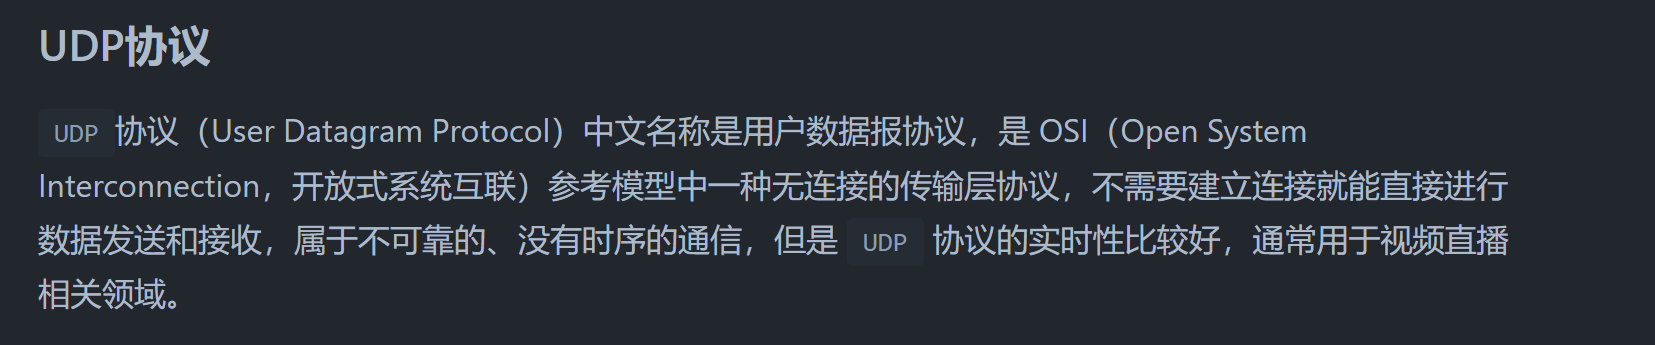 UDP协议
UDP 协议（User Datagram Protocol）中文名称是用户数据报协议，是 OSI（Open System
Interconnection，开放式系统互联）参考模型中一种无连接的传输层协议，不需要建立连接就能直接进行
数据发送和接收，属于不可靠的、没有时序的通信，但是 UDP 协议的实时性比较好，通常用于视频直播
相关领域。